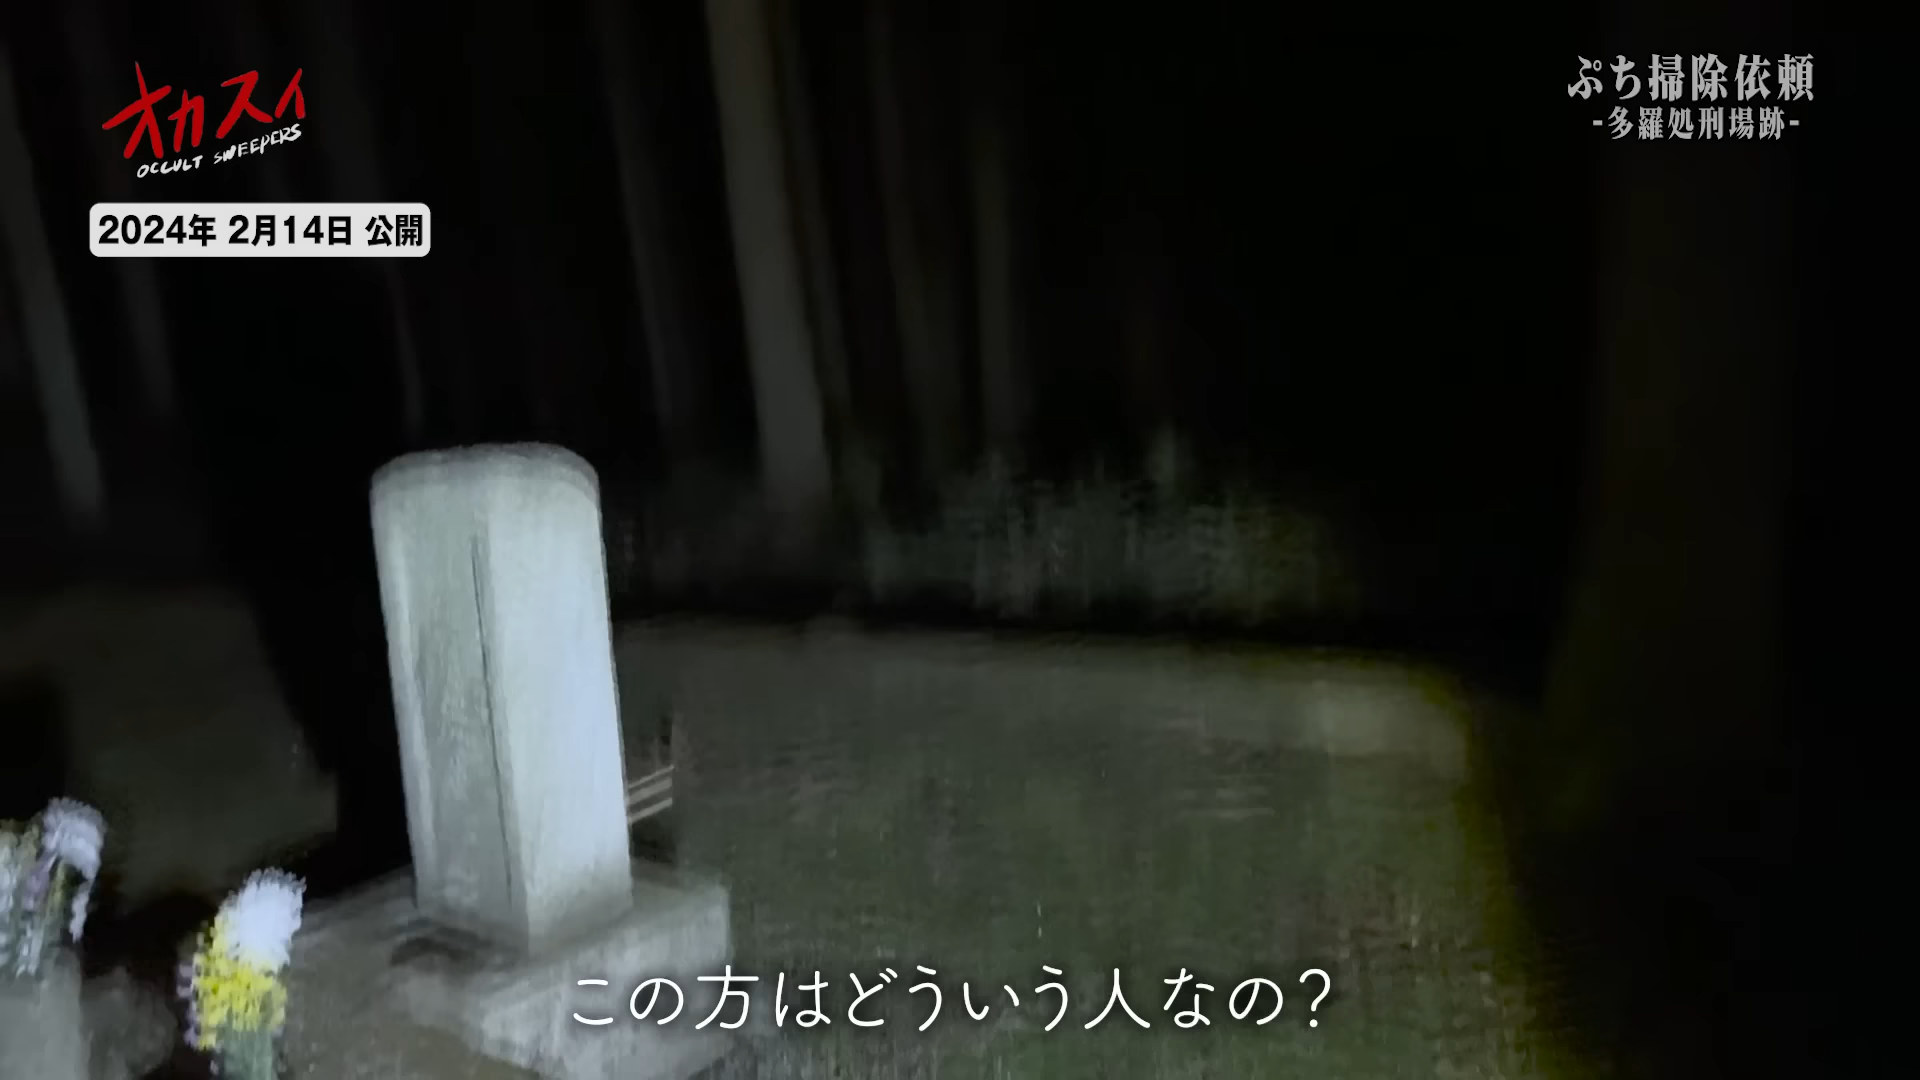 オカスイ
OCCULT SWEEPERS
2024年 2月14日 公開
ぷち掃除依頼
-多羅処刑場跡-
この方はどういう人なの?